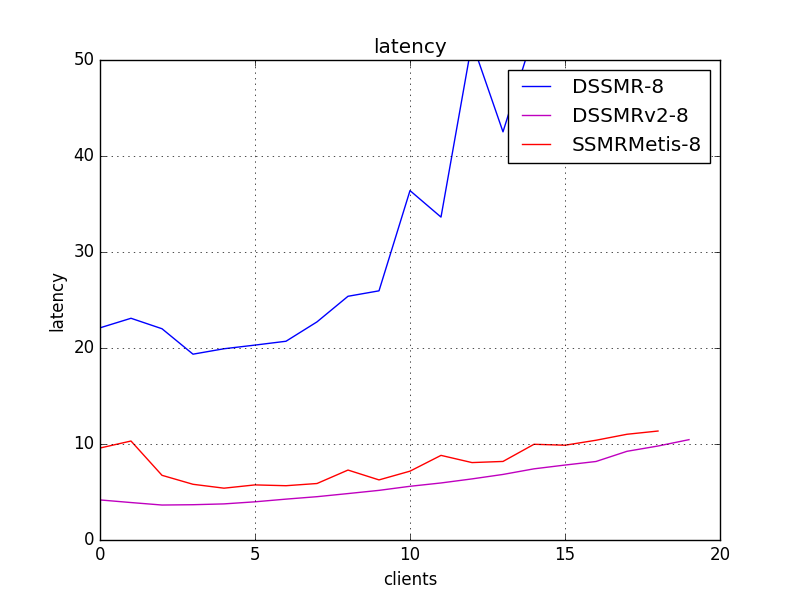 latency
50
40
30
20
10
0
latency
DSSMR-8
DSSMRv2-8
SSMRMetis-8
0 5 10 15 20
clients